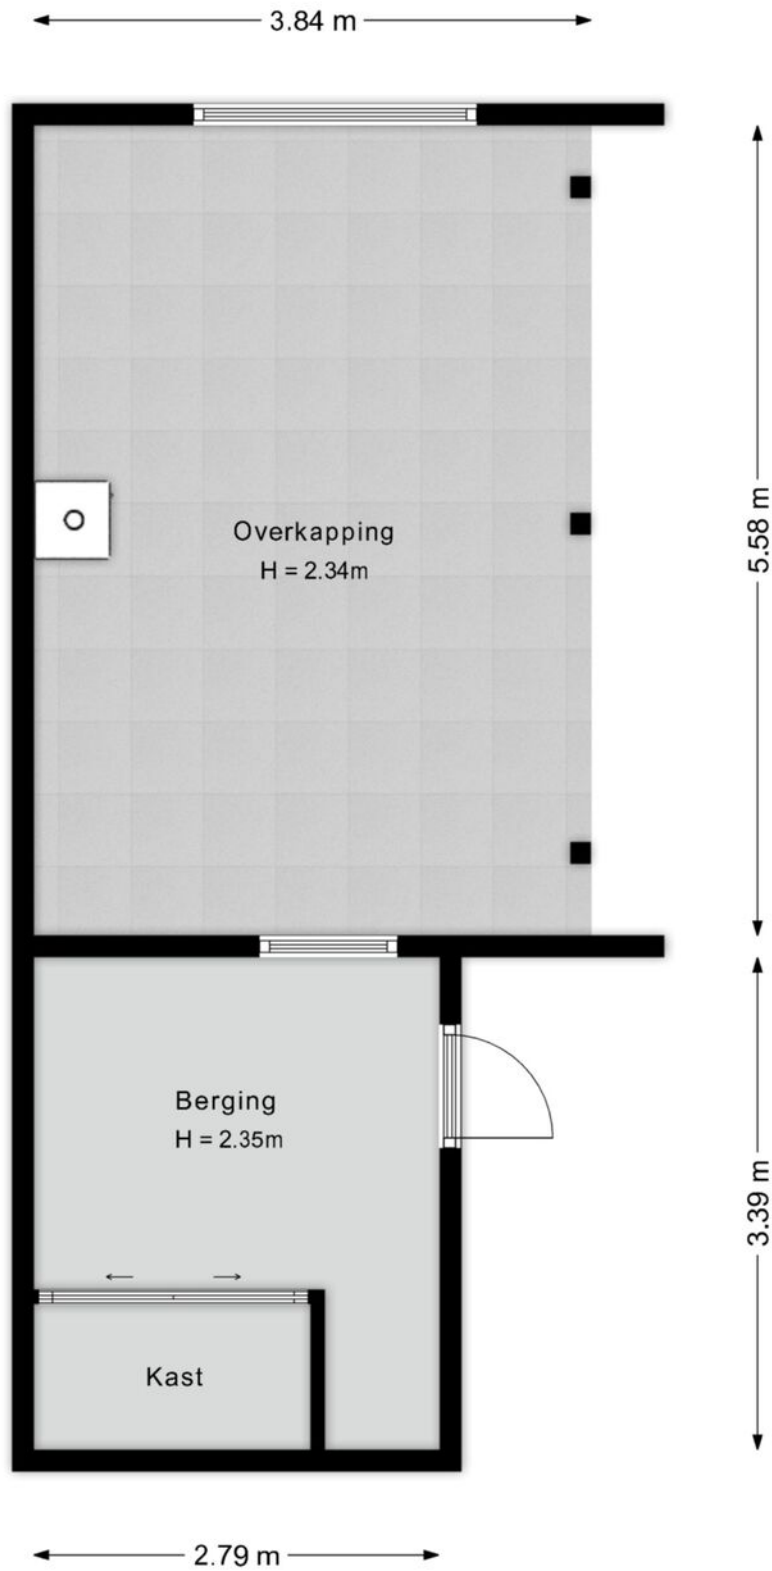 3.84 m
Overkapping
H = 2.34m
5.58 m
Berging
H = 2.35m
3.39 m
Kast
2.79 m